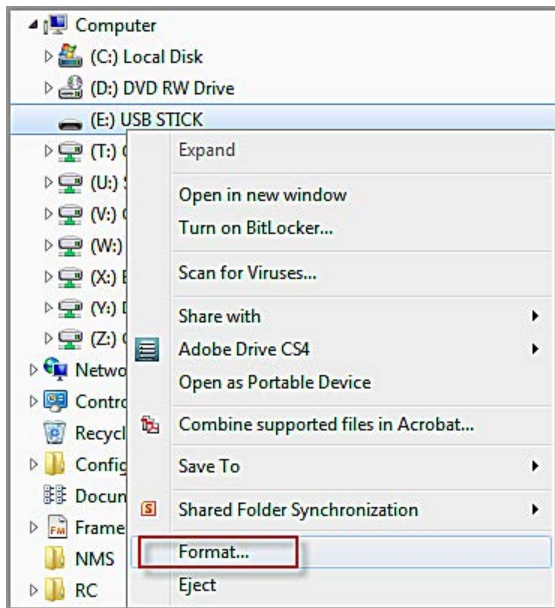 Computer
(C:) Local Disk
(D:) DVD RW Drive
(E:) USB STICK
(T:)
(U:)
(V:)
(W:)
(X:)
(Y:)
(Z:)
Expand
Open in new window
Turn on BitLocker...
Scan for Viruses...
Share with
Adobe Drive CS4
Open as Portable Device
Combine supported files in Acrobat...
Save To
Shared Folder Synchronization
Format...
Eject
Netwo
Contro
Recycl
Config
Docun
Frame
NMS
RC